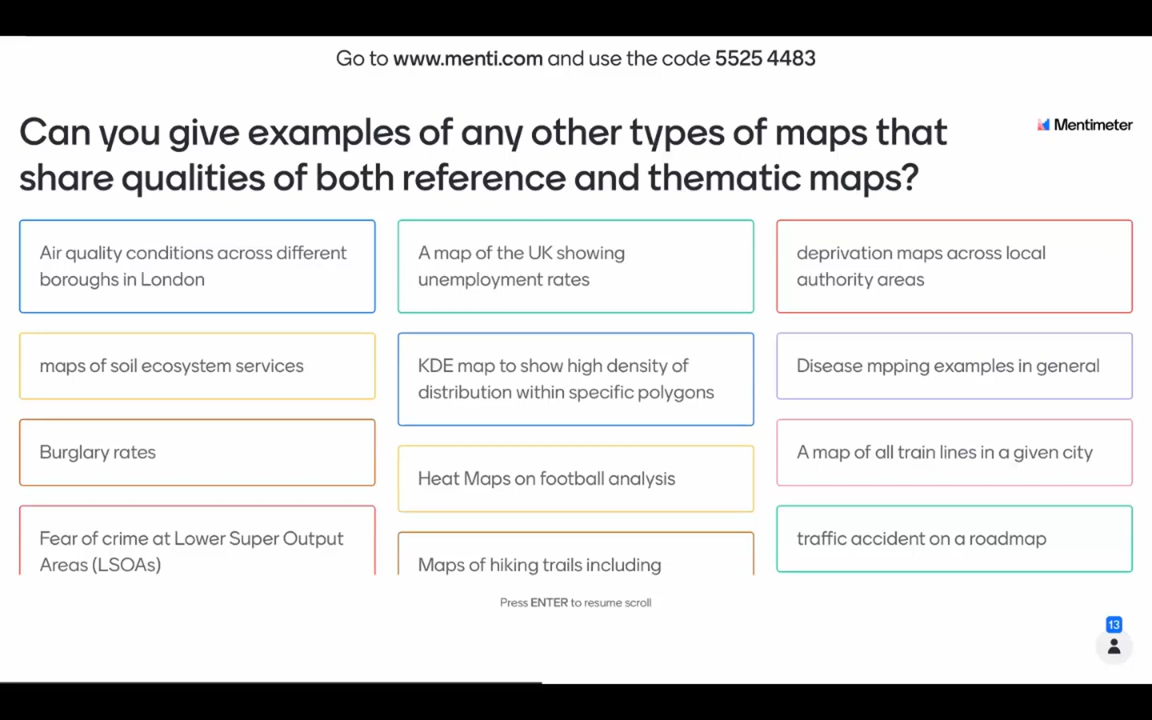 Go to www.menti.com and use the code 5525 4483
Can you give examples of any other types of maps that
share qualities of both reference and thematic maps?
Mentimeter
Air quality conditions across different
boroughs in London
A map of the UK showing
unemployment rates
deprivation maps across local
authority areas
maps of soil ecosystem services
KDE map to show high density of
distribution within specific polygons
Disease mpping examples in general
Burglary rates
Heat Maps on football analysis
A map of all train lines in a given city
Fear of crime at Lower Super Output
Areas (LSOAs)
Maps of hiking trails including
traffic accident on a roadmap
Press ENTER to resume scroll
13